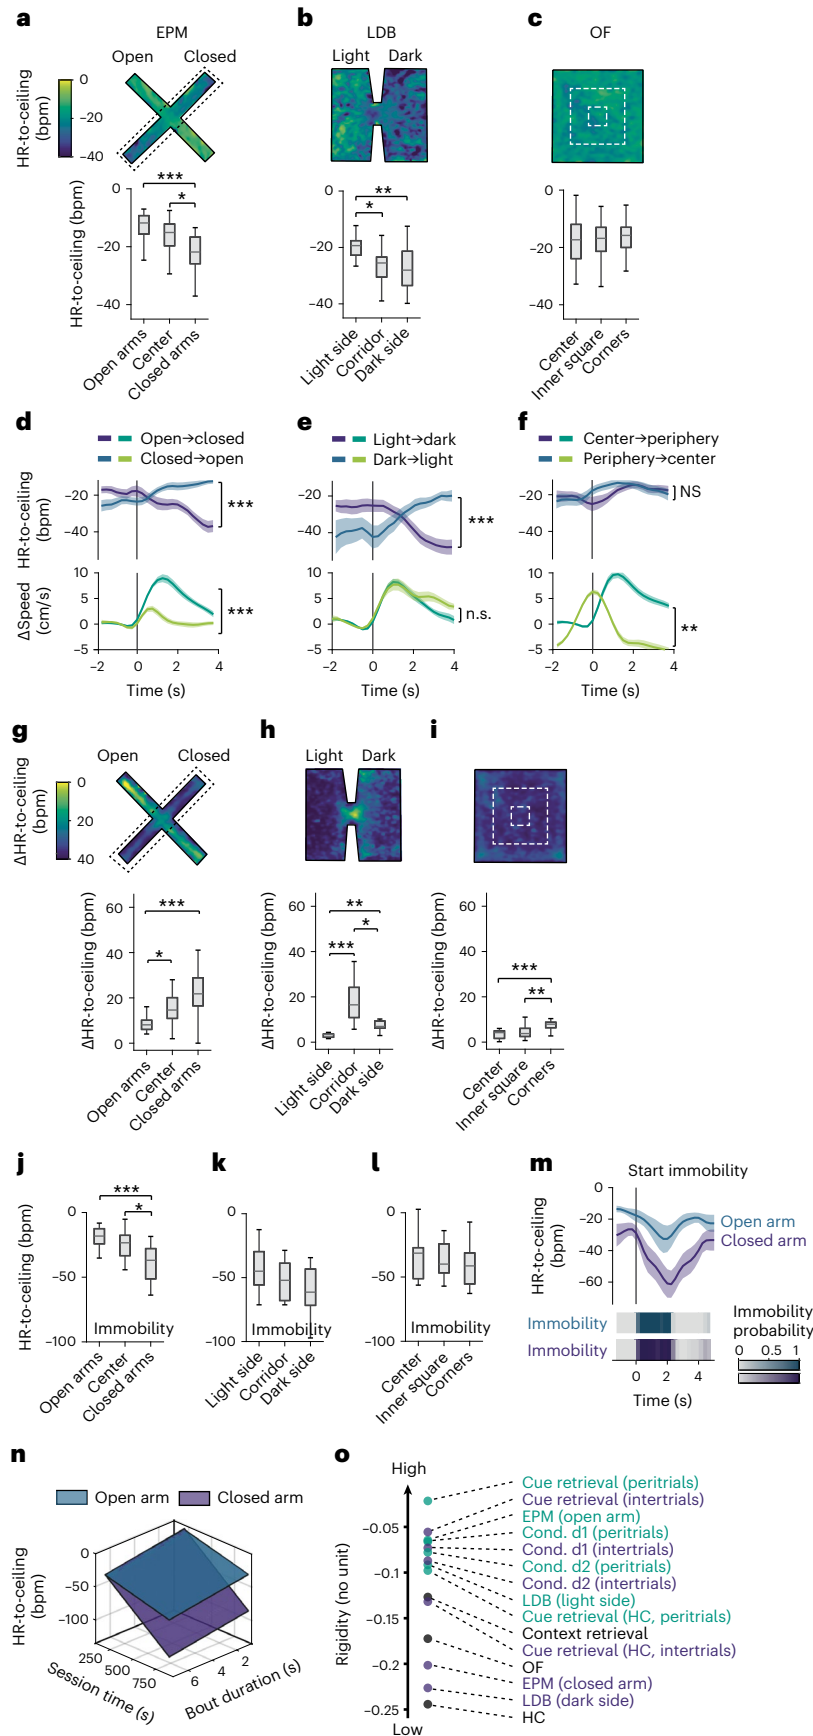 a
EPM
Open Closed
HR-to-ceiling
(bpm)
0
−20
−40
***
*
HR-to-ceiling (bpm)
0
−20
−40
Open arms
Center
Closed arms
b
LDB
Light Dark
**
*
0
−20
−40
Light side
Corridor
Dark side
c
OF
0
−20
−40
Center
Inner square
Corners
d
Open→closed
Closed→open
HR-to-ceiling
(bpm)
−20
−40
***
ΔSpeed
(cm/s)
10
5
0
−5
***
−2 0 2 4
Time (s)
e
Light→dark
Dark→light
−20
−40
***
10
5
0
−5
n.s.
−2 0 2 4
Time (s)
f
Center→periphery
Periphery→center
−20
−40
NS
10
5
0
−5
**
−2 0 2 4
Time (s)
g
Open Closed
ΔHR-to-ceiling
(bpm)
0
20
40
ΔHR-to-ceiling (bpm)
60
40
20
0
***
*
Open arms
Center
Closed arms
h
Light Dark
ΔHR-to-ceiling (bpm)
60
40
20
0
**
*
***
Light side
Corridor
Dark side
i
ΔHR-to-ceiling (bpm)
60
40
20
0
***
**
Center
Inner square
Corners
j
HR-to-ceiling (bpm)
0
−50
−100
***
*
Immobility
Open arms
Center
Closed arms
k
0
−50
−100
Immobility
Light side
Corridor
Dark side
l
0
−50
−100
Immobility
Center
Inner square
Corners
m
Start immobility
HR-to-ceiling
(bpm)
0
−20
−40
−60
Open arm
Closed arm
Immobility
Immobility
0 2 4
Time (s)
Immobility
probability
0 0.5 1
n
Open arm Closed arm
HR-to-ceiling
(bpm)
0
−50
−100
250
500
750
Session time (s)
6
4
2
Bout duration (s)
o
High
Rigidity (no unit)
−0.05
−0.1
−0.15
−0.2
−0.25
Low
Cue retrieval (peritrials)
Cue retrieval (intertrials)
EPM (open arm)
Cond. d1 (peritrials)
Cond. d1 (intertrials)
Cond. d2 (peritrials)
Cond. d2 (intertrials)
LDB (light side)
Cue retrieval (HC, peritrials)
Context retrieval
Cue retrieval (HC, intertrials)
OF
EPM (closed arm)
LDB (dark side)
HC